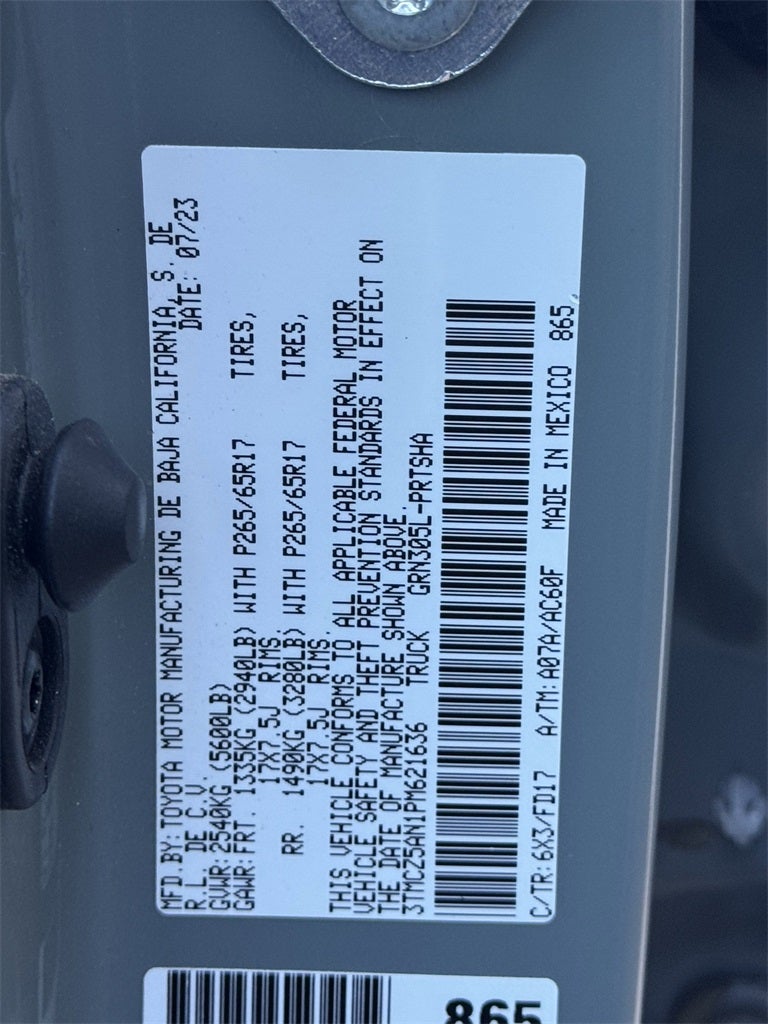 MFD.BY:TOYOTA MOTOR MANUFACTURING DE BAJA CALIFORNIA, S. DE
R.L. DE C.V. DATE: 07/23
GVWR:2540KG (5600LB)
GAWR:FRT. 1335KG (2940LB) WITH P265/65R17 TIRES,
17X7.5J RIMS.
RR. 1490KG (3280LB) WITH P265/65R17 TIRES,
17X7.5J RIMS.
THIS VEHICLE CONFORMS TO ALL APPLICABLE FEDERAL MOTOR
VEHICLE SAFETY AND THEFT PREVENTION STANDARDS IN EFFECT ON
THE DATE OF MANUFACTURE SHOWN ABOVE.
3TMCZ5AN1PM621636 TRUCK GRN305L-PRTSHA
C/TR:6X3/FD17 A/TM:A07A/AC60F MADE IN MEXICO 865
865